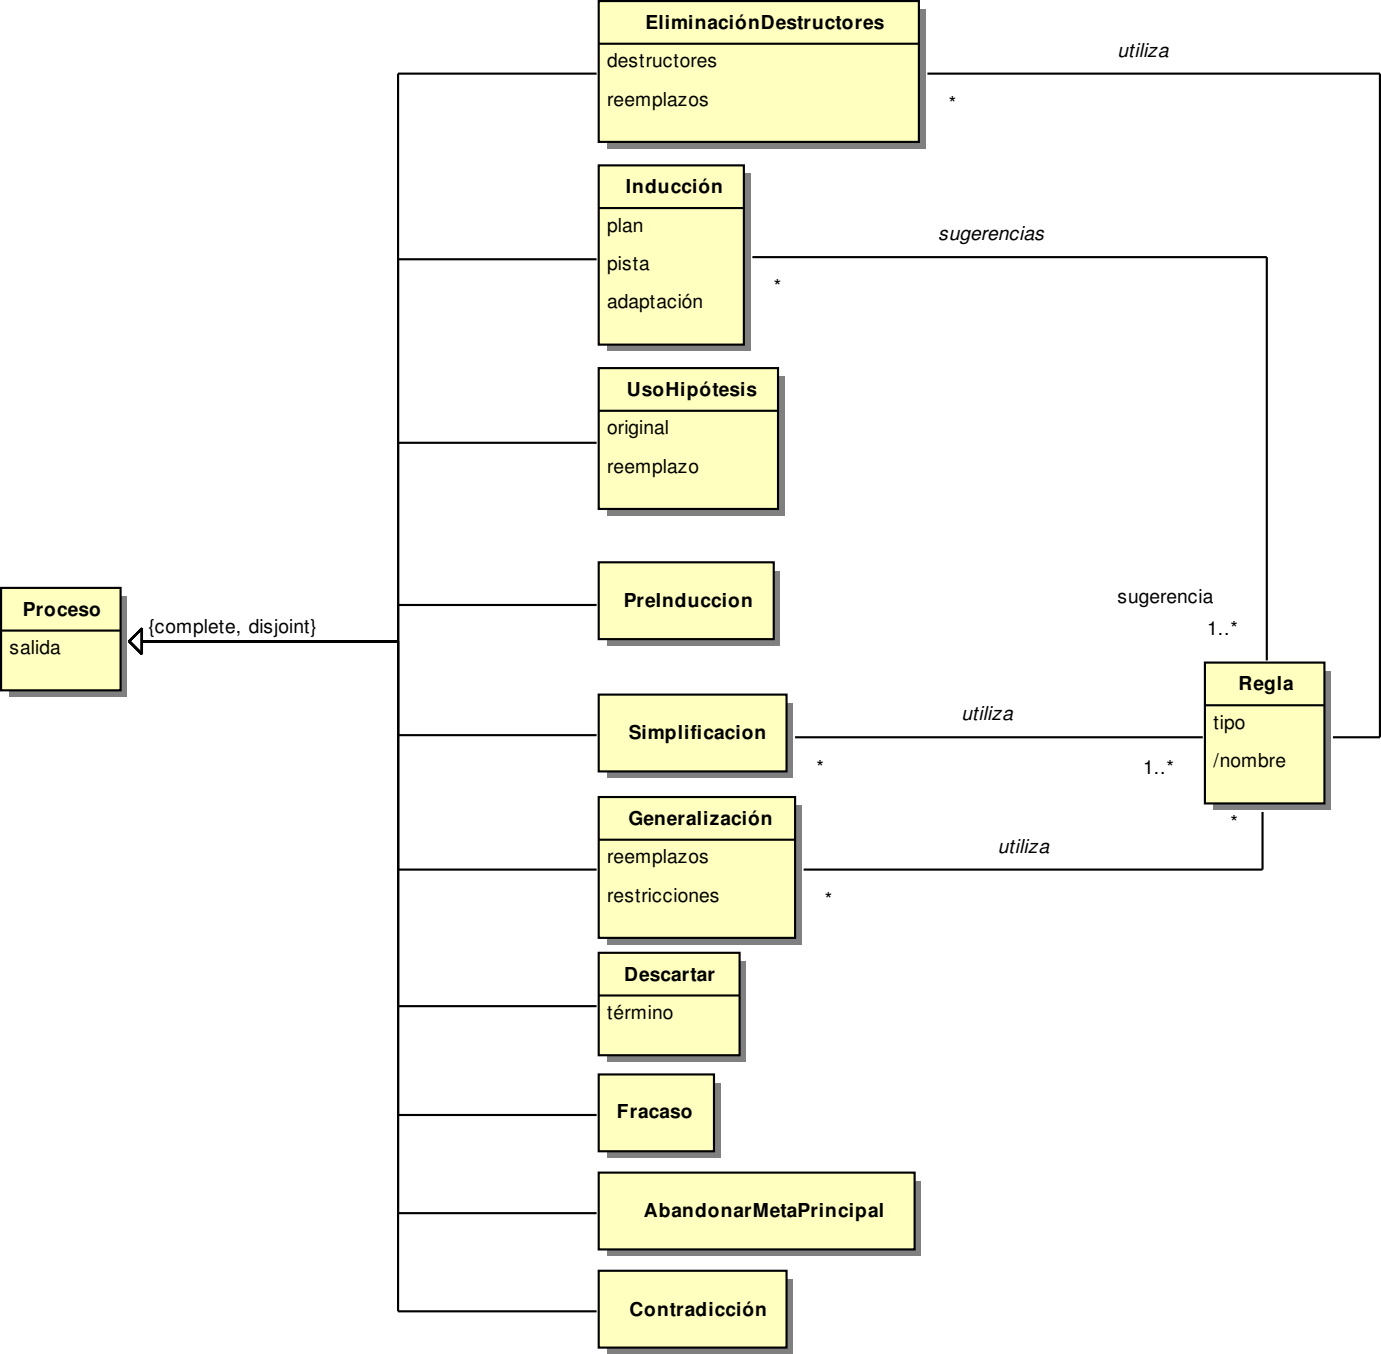 EliminaciónDestructores
destructores
reemplazos
utiliza
*
Inducción
plan
pista
adaptación
sugerencias
*
UsoHipótesis
original
reemplazo
PreInduccion
sugerencia
1..*
Proceso
salida
{complete, disjoint}
Simplificacion
utiliza
*
1..*
Regla
tipo
/nombre
*
Generalización
reemplazos
restricciones
utiliza
*
Descartar
término
Fracaso
AbandonarMetaPrincipal
Contradicción